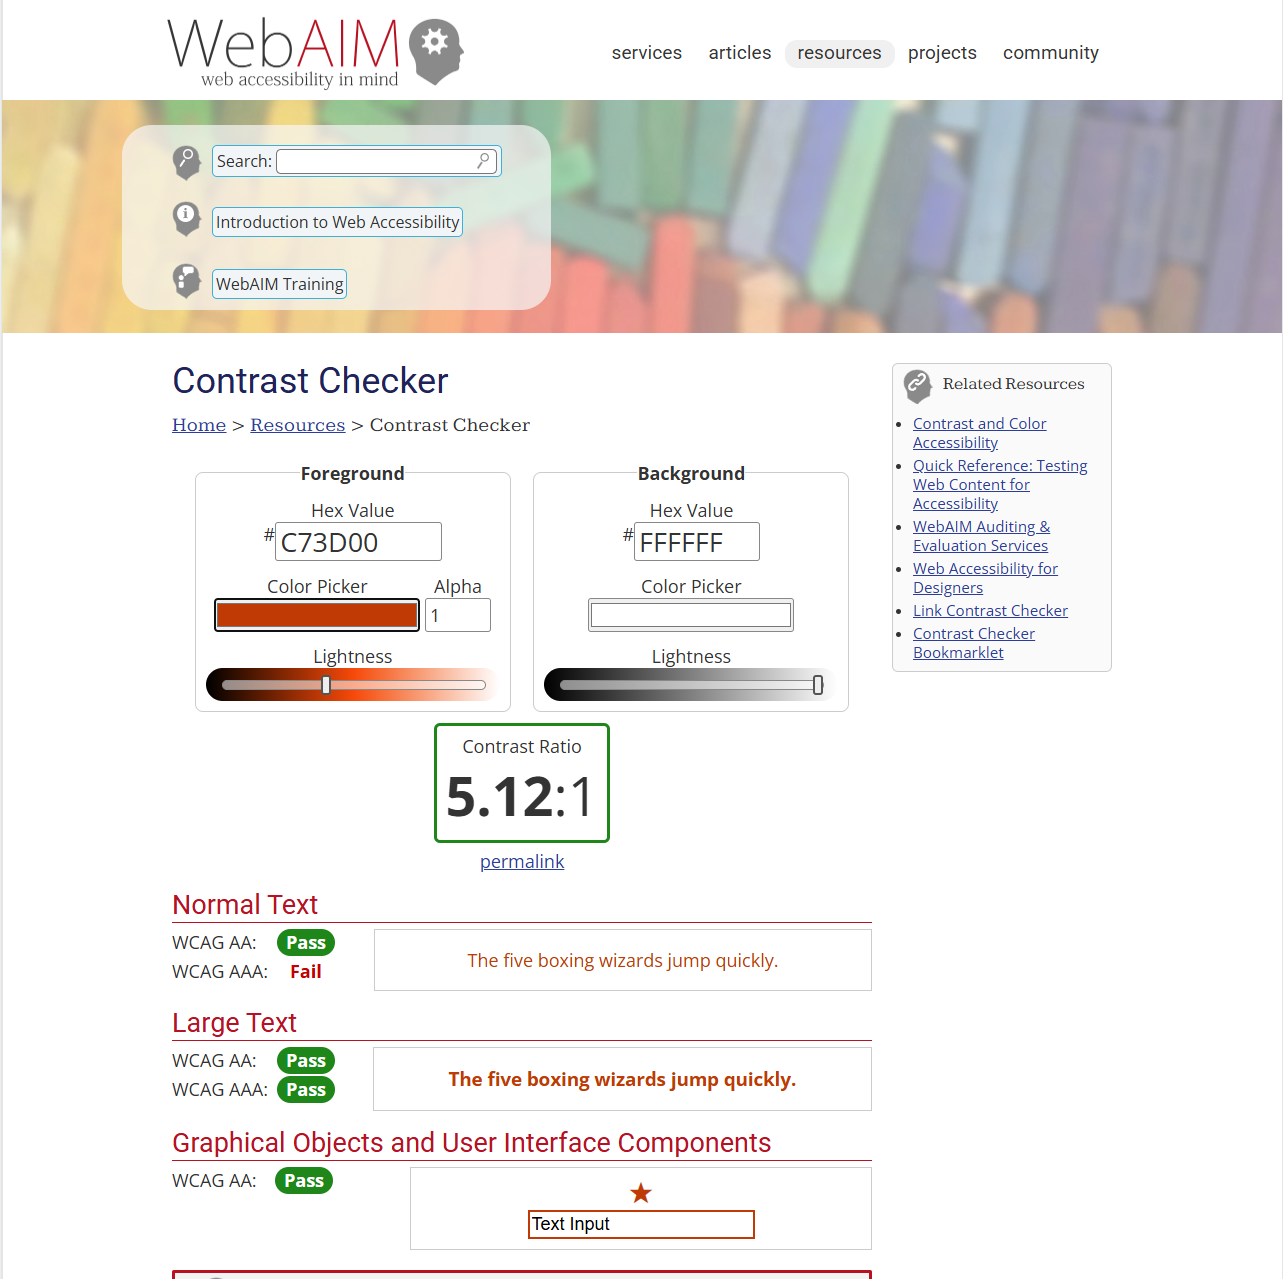 WebAIM
web accessibility in mind
services articles resources projects community
Search:
Introduction to Web Accessibility
WebAIM Training
Contrast Checker
Home > Resources > Contrast Checker
Foreground
Hex Value
#C73D00
Color Picker Alpha
1
Lightness
Background
Hex Value
#FFFFFF
Color Picker
Lightness
Contrast Ratio
5.12:1
permalink
Normal Text
WCAG AA: Pass
WCAG AAA: Fail
The five boxing wizards jump quickly.
Large Text
WCAG AA: Pass
WCAG AAA: Pass
The five boxing wizards jump quickly.
Graphical Objects and User Interface Components
WCAG AA: Pass
Text Input
Related Resources
Contrast and Color
Accessibility
Quick Reference: Testing
Web Content for
Accessibility
WebAIM Auditing &
Evaluation Services
Web Accessibility for
Designers
Link Contrast Checker
Contrast Checker
Bookmarklet